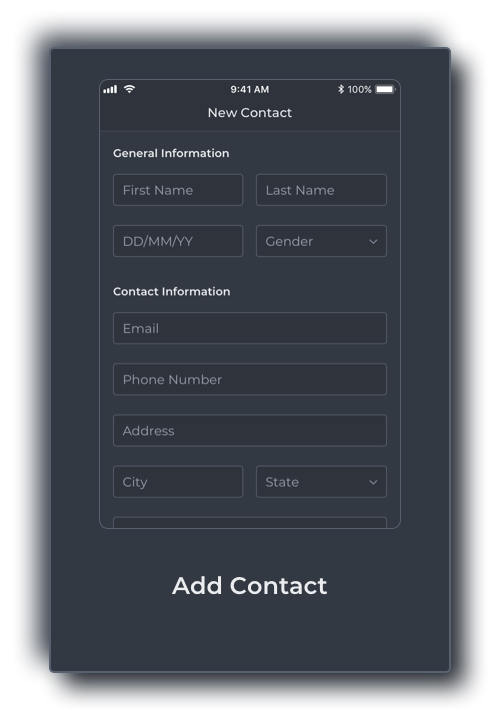 9:41 AM 100%
New Contact
General Information
First Name Last Name
DD/MM/YY Gender
Contact Information
Email
Phone Number
Address
City State
Add Contact